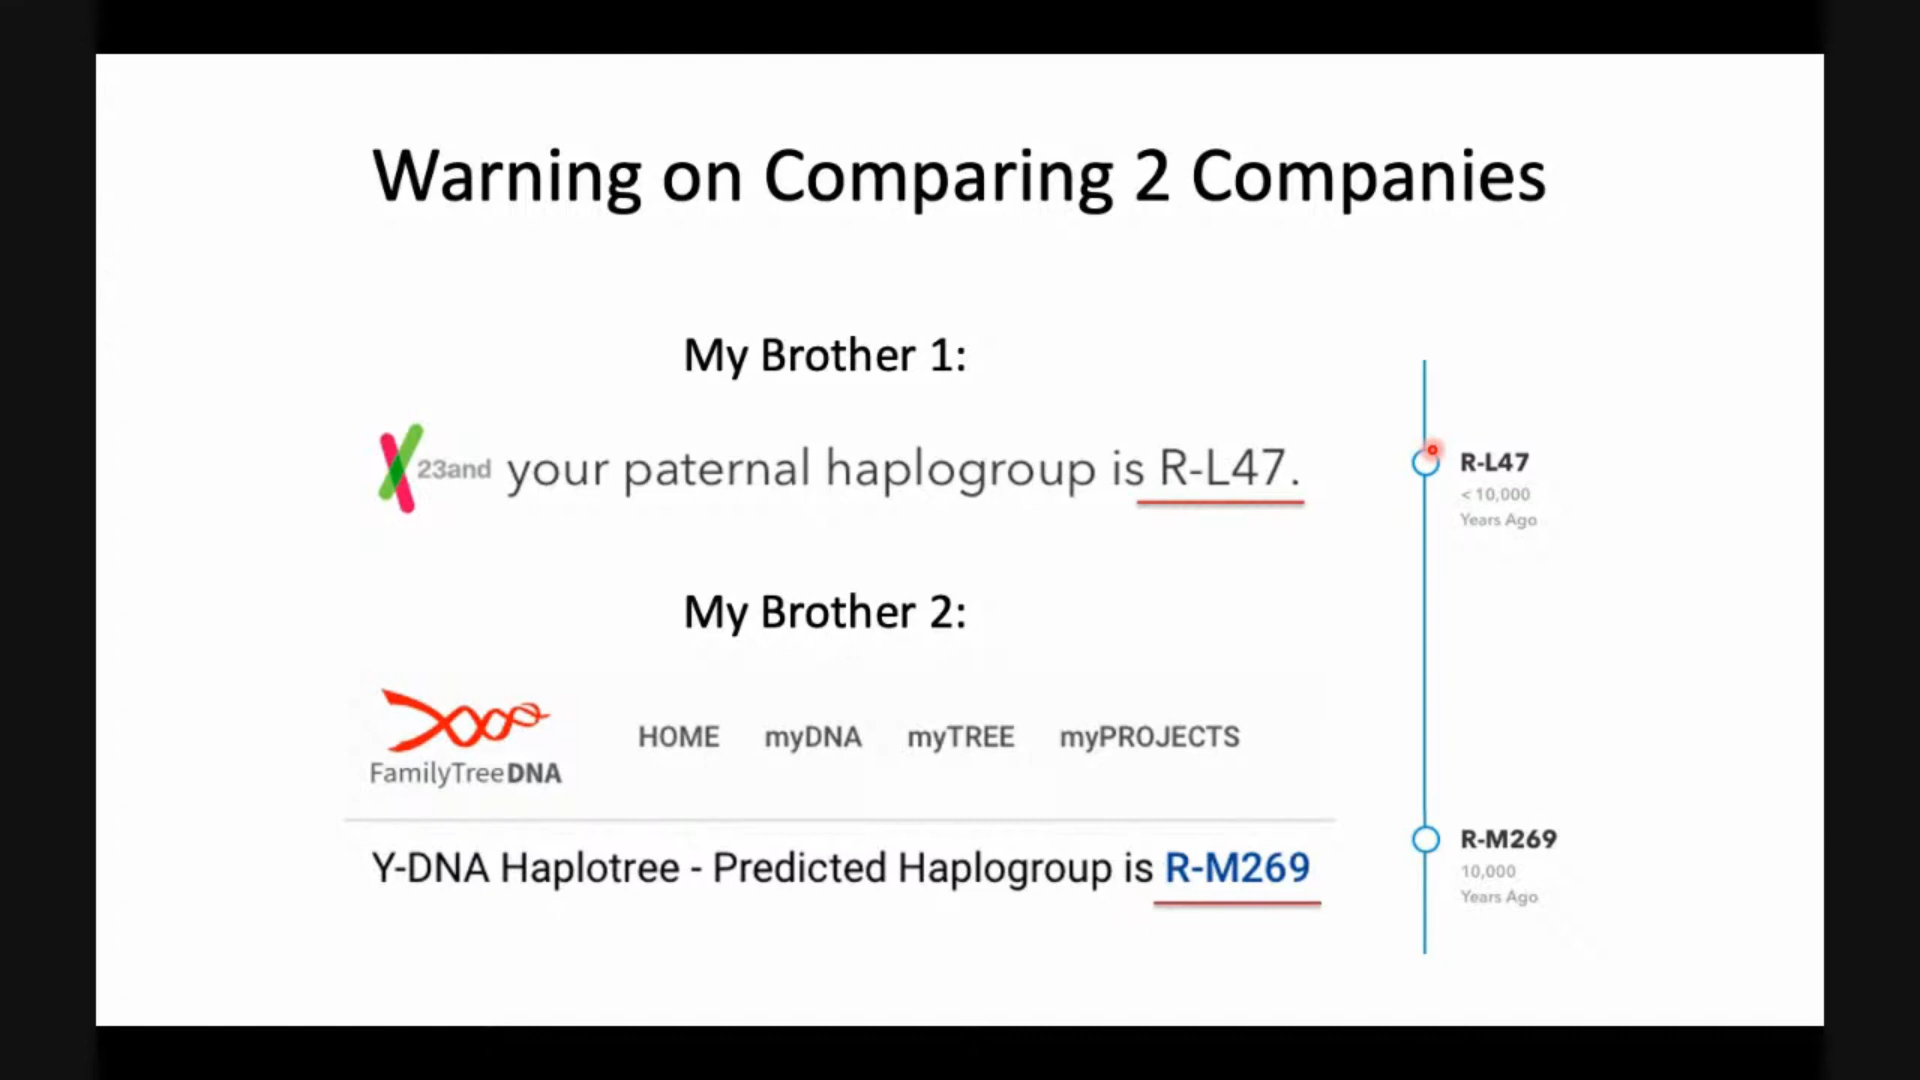 Warning on Comparing 2 Companies
My Brother 1:
23and your paternal haplogroup is R-L47.
R-L47
< 10,000
Years Ago
My Brother 2:
HOME myDNA myTREE myPROJECTS
FamilyTreeDNA
Y-DNA Haplotree - Predicted Haplogroup is R-M269
R-M269
10,000
Years Ago